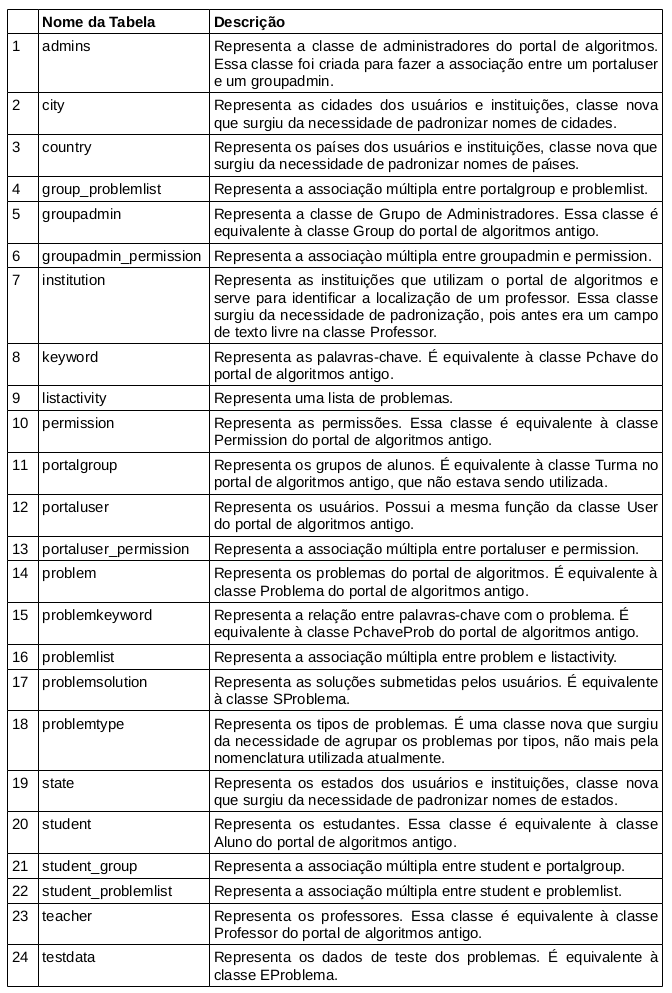 Nome da Tabela Descrição
1 admins Representa a classe de administradores do portal de algoritmos.
Essa classe foi criada para fazer a associação entre um portaluser
e um groupadmin.
2 city Representa as cidades dos usuários e instituições, classe nova
que surgiu da necessidade de padronizar nomes de cidades.
3 country Representa os países dos usuários e instituições, classe nova que
surgiu da necessidade de padronizar nomes de países.
4 group_problemlist Representa a associação múltipla entre portalgroup e problemlist.
5 groupadmin Representa a classe de Grupo de Administradores. Essa classe é
equivalente à classe Group do portal de algoritmos antigo.
6 groupadmin_permission Representa a associaçào múltipla entre groupadmin e permission.
7 institution Representa as instituições que utilizam o portal de algoritmos e
serve para identificar a localização de um professor. Essa classe
surgiu da necessidade de padronização, pois antes era um campo
de texto livre na classe Professor.
8 keyword Representa as palavras-chave. É equivalente à classe Pchave do
portal de algoritmos antigo.
9 listactivity Representa uma lista de problemas.
10 permission Representa as permissões. Essa classe é equivalente à classe
Permission do portal de algoritmos antigo.
11 portalgroup Representa os grupos de alunos. É equivalente à classe Turma no
portal de algoritmos antigo, que não estava sendo utilizada.
12 portaluser Representa os usuários. Possui a mesma função da classe User
do portal de algoritmos antigo.
13 portaluser_permission Representa a associação múltipla entre portaluser e permission.
14 problem Representa os problemas do portal de algoritmos. É equivalente à
classe Problema do portal de algoritmos antigo.
15 problemkeyword Representa a relação entre palavras-chave com o problema. É
equivalente à classe PchaveProb do portal de algoritmos antigo.
16 problemlist Representa a associação múltipla entre problem e listactivity.
17 problemsolution Representa as soluções submetidas pelos usuários. É equivalente
à classe SProblema.
18 problemtype Representa os tipos de problemas. É uma classe nova que surgiu
da necessidade de agrupar os problemas por tipos, não mais pela
nomenclatura utilizada atualmente.
19 state Representa os estados dos usuários e instituições, classe nova
que surgiu da necessidade de padronizar nomes de estados.
20 student Representa os estudantes. Essa classe é equivalente à classe
Aluno do portal de algoritmos antigo.
21 student_group Representa a associação múltipla entre student e portalgroup.
22 student_problemlist Representa a associação múltipla entre student e problemlist.
23 teacher Representa os professores. Essa classe é equivalente à classe
Professor do portal de algoritmos antigo.
24 testdata Representa os dados de teste dos problemas. É equivalente à
classe EProblema.